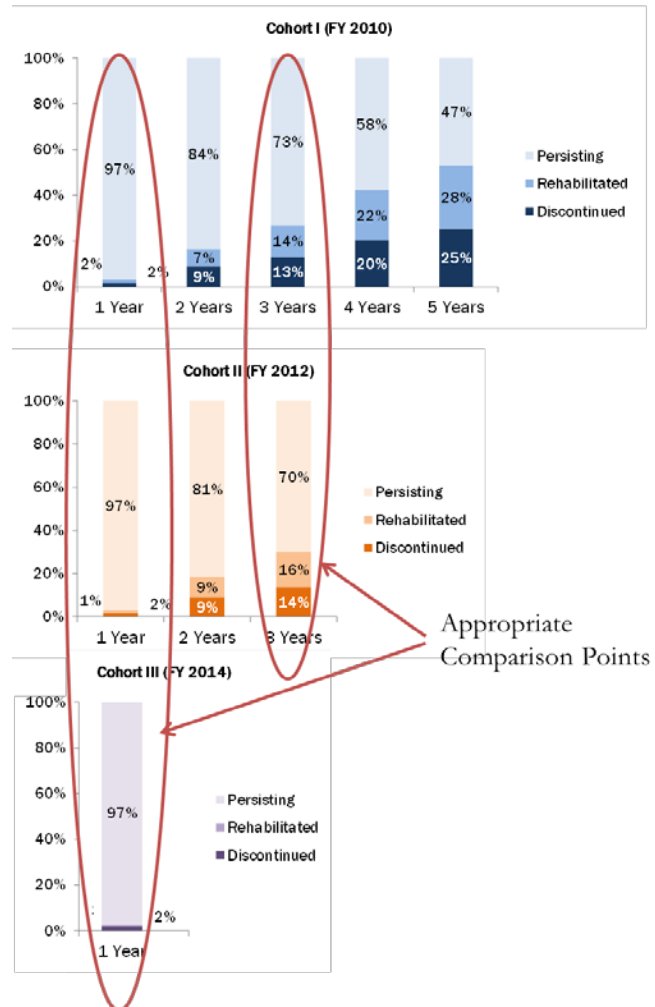 Cohort I (FY 2010)
100%
80%
60%
40%
20%
0%
97%
2%
2%
84%
7%
9%
73%
14%
13%
58%
22%
20%
47%
28%
25%
1 Year
2 Years
3 Years
4 Years
5 Years
Persisting
Rehabilitated
Discontinued
Cohort II (FY 2012)
100%
80%
60%
40%
20%
0%
97%
1%
2%
81%
9%
9%
70%
16%
14%
1 Year
2 Years
3 Years
Persisting
Rehabilitated
Discontinued
Appropriate
Comparison Points
Cohort III (FY 2014)
100%
80%
60%
40%
20%
0%
97%
2%
1 Year
Persisting
Rehabilitated
Discontinued